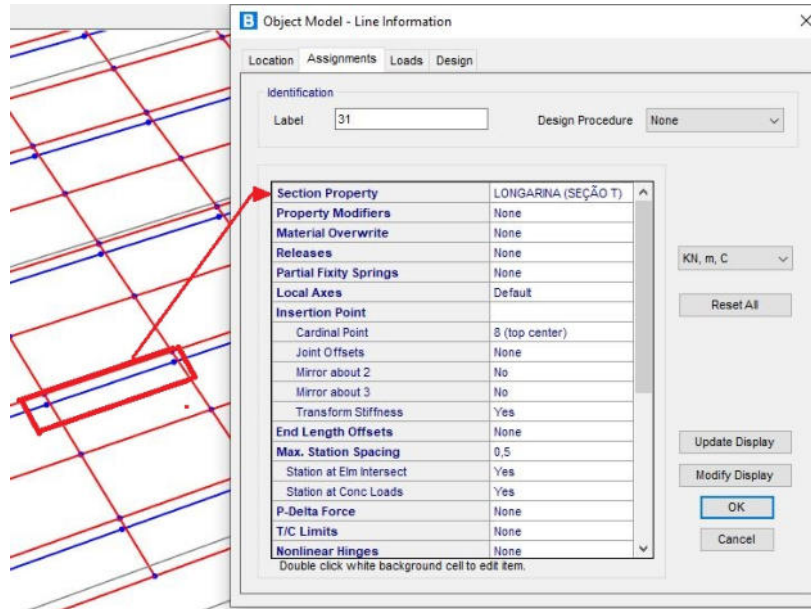 B Object Model - Line Information
Location Assignments Loads Design
Identification
Label 31 Design Procedure None
Section Property LONGARINA (SEÇÃO T)
Property Modifiers None
Material Overwrite None
Releases None
Partial Fixity Springs None
Local Axes Default
Insertion Point
Cardinal Point 8 (top center)
Joint Offsets None
Mirror about 2 No
Mirror about 3 No
Transform Stiffness Yes
End Length Offsets None
Max. Station Spacing 0,5
Station at Elm Intersect Yes
Station at Conc Loads Yes
P-Delta Force None
T/C Limits None
Nonlinear Hinges None
Double click white background cell to edit item.
KN, m, C
Reset All
Update Display
Modify Display
OK
Cancel